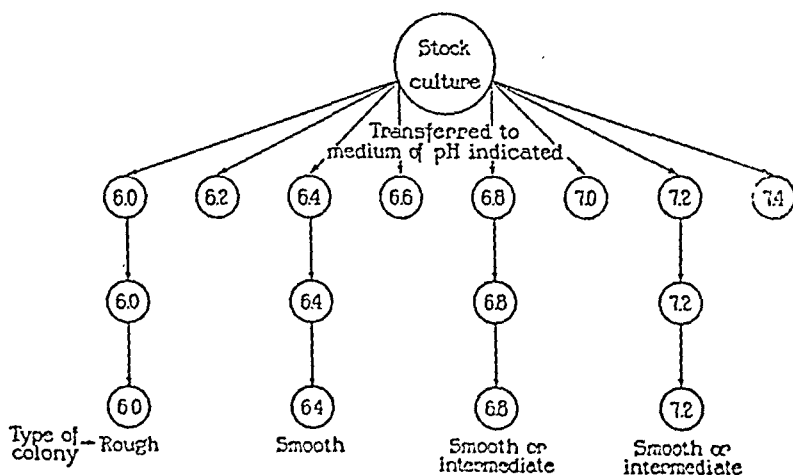 Stock
culture
Transferred to
medium of pH indicated
6.0 6.2 6.4 6.6 6.8 7.0 7.2 7.4
6.0 6.4 6.8 7.2
6.0 6.4 6.8 7.2
Type of
colony
Rough
Smooth
Smooth or
intermediate
Smooth or
intermediate